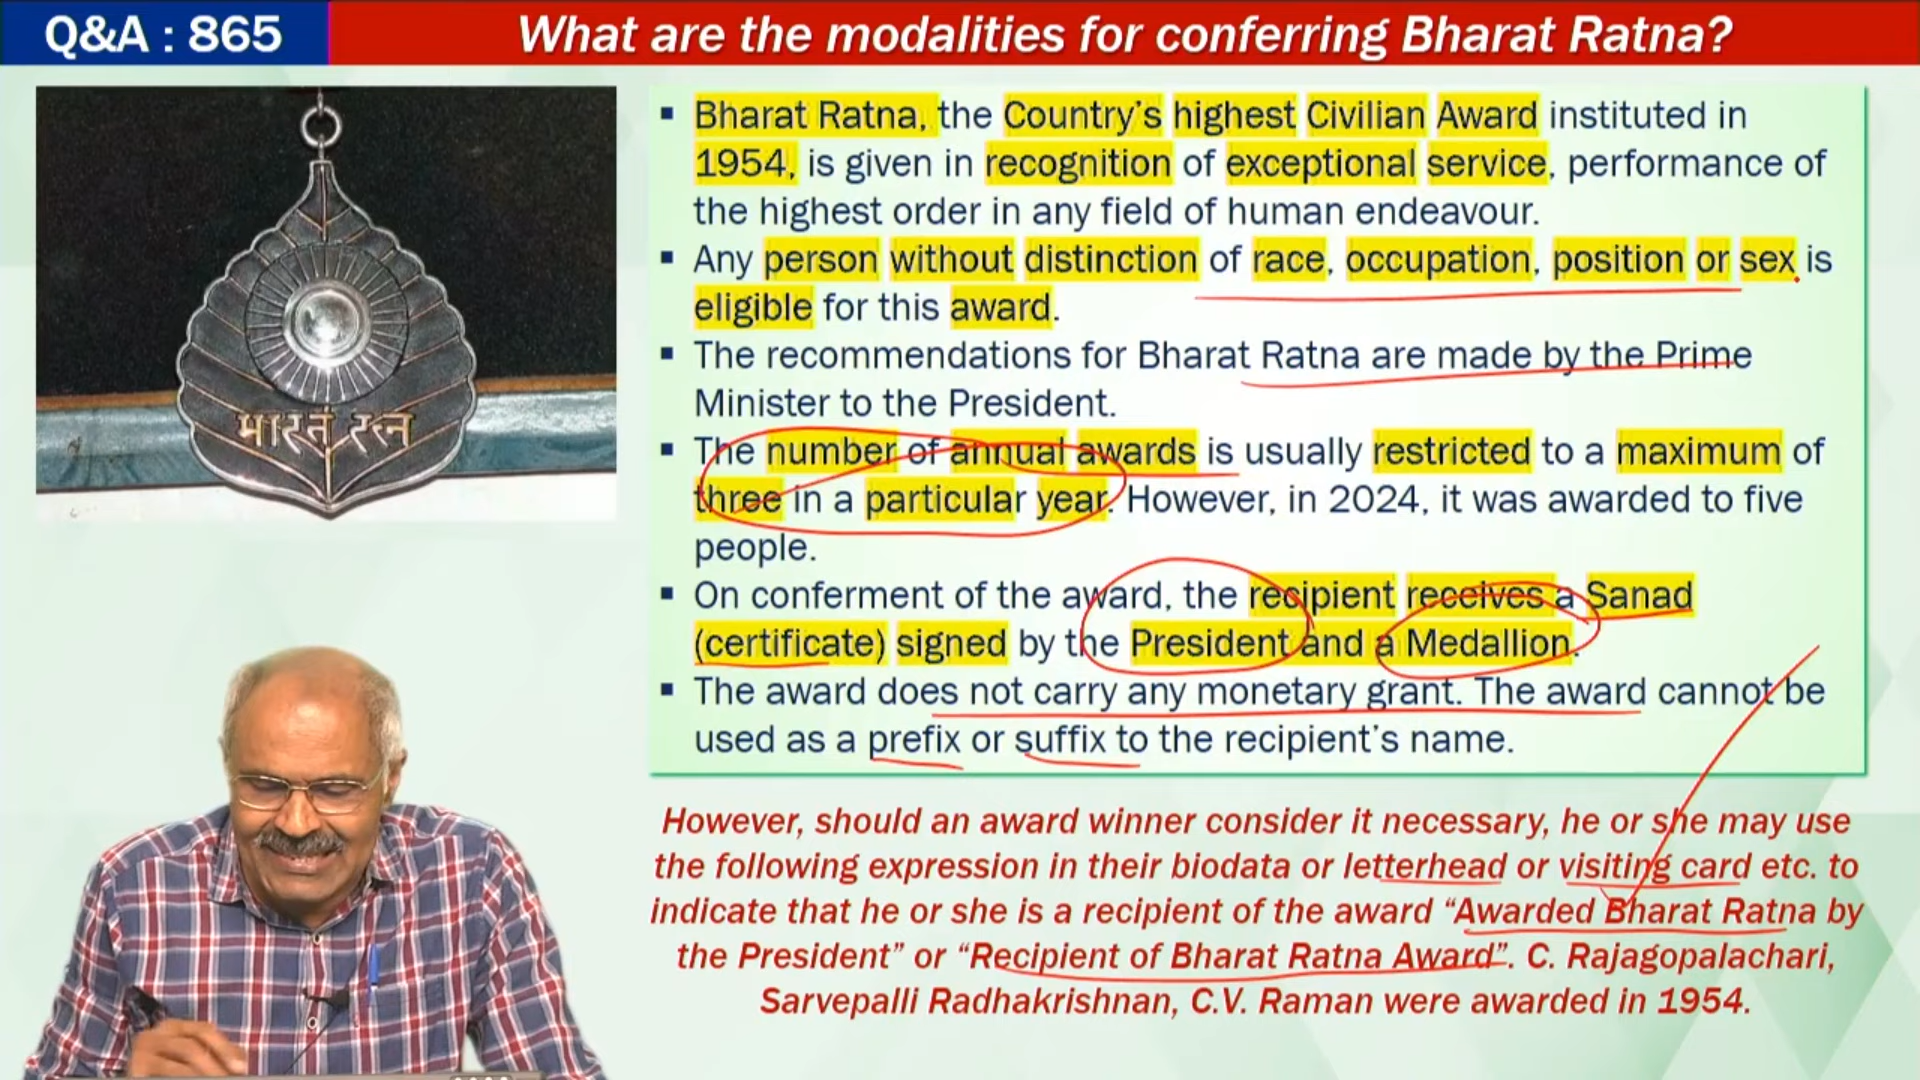 Q&A : 865
What are the modalities for conferring Bharat Ratna?
भारत रत्न
▪ Bharat Ratna, the Country's highest Civilian Award instituted in
1954, is given in recognition of exceptional service, performance of
the highest order in any field of human endeavour.
▪ Any person without distinction of race, occupation, position or sex is
eligible for this award.
▪ The recommendations for Bharat Ratna are made by the Prime
Minister to the President.
▪ The number of annual awards is usually restricted to a maximum of
three in a particular year. However, in 2024, it was awarded to five
people.
▪ On conferment of the award, the recipient receives a Sanad
(certificate) signed by the President and a Medallion.
▪ The award does not carry any monetary grant. The award cannot be
used as a prefix or suffix to the recipient's name.
However, should an award winner consider it necessary, he or she may use
the following expression in their biodata or letterhead or visiting card etc. to
indicate that he or she is a recipient of the award “Awarded Bharat Ratna by
the President” or “Recipient of Bharat Ratna Award”. C. Rajagopalachari,
Sarvepalli Radhakrishnan, C.V. Raman were awarded in 1954.